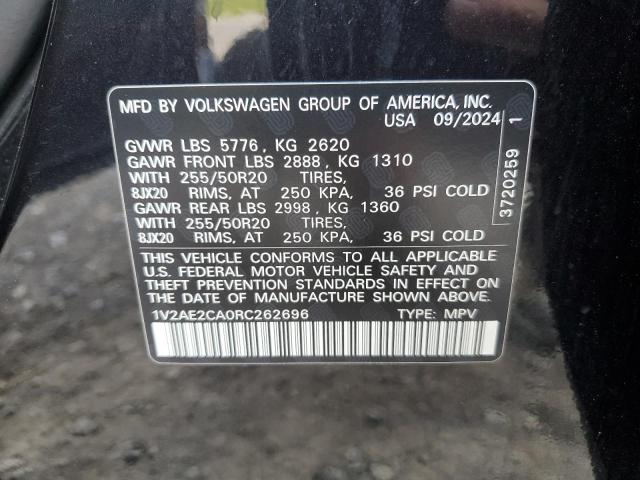 MFD BY VOLKSWAGEN GROUP OF AMERICA, INC.
USA 09/2024
GVWR LBS 5776, KG 2620
GAWR FRONT LBS 2888, KG 1310
WITH 255/50R20 TIRES,
8JX20 RIMS, AT 250 KPA, 36 PSI COLD
GAWR REAR LBS 2998, KG 1360
WITH 255/50R20 TIRES,
8JX20 RIMS, AT 250 KPA, 36 PSI COLD
THIS VEHICLE CONFORMS TO ALL APPLICABLE
U.S. FEDERAL MOTOR VEHICLE SAFETY AND
THEFT PREVENTION STANDARDS IN EFFECT ON
THE DATE OF MANUFACTURE SHOWN ABOVE.
1V2AE2CA0RC262696 TYPE: MPV
3720259 1